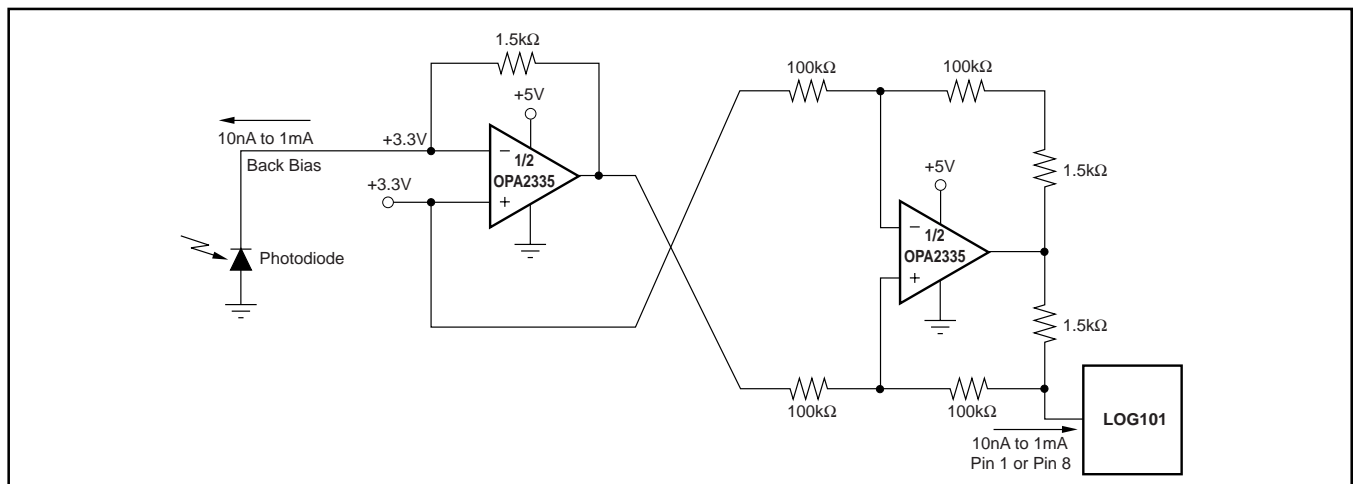 1.5kΩ
+5V
10nA to 1mA
Back Bias
+3.3V
+3.3V
−
1/2
OPA2335
+
Photodiode
100kΩ
100kΩ
1.5kΩ
+5V
−
1/2
OPA2335
+
1.5kΩ
100kΩ
100kΩ
LOG101
10nA to 1mA
Pin 1 or Pin 8